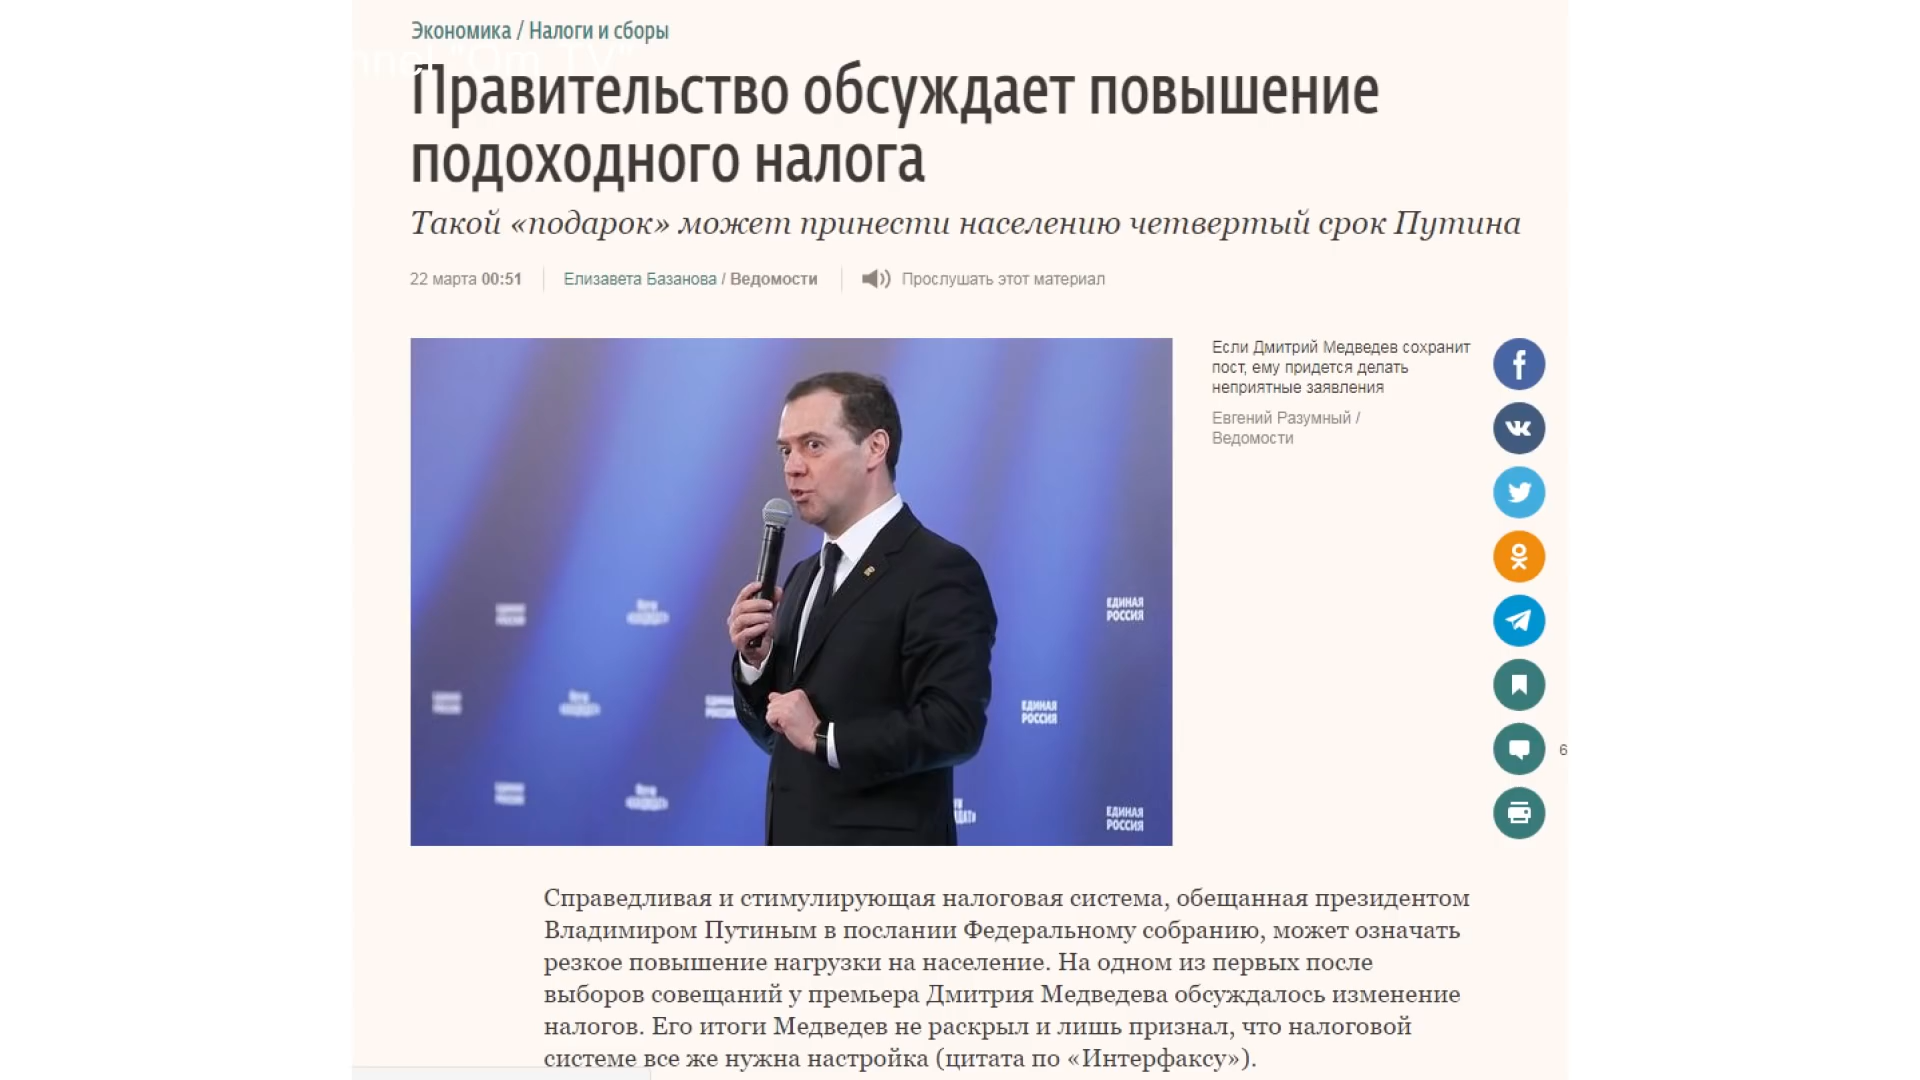 Экономика / Налоги и сборы
nnel "Om TV"
Правительство обсуждает повышение
подоходного налога
Такой «подарок» может принести населению четвертый срок Путина
22 марта 00:51
Елизавета Базанова / Ведомости
Прослушать этот материал
Если Дмитрий Медведев сохранит
пост, ему придется делать
неприятные заявления
Евгений Разумный /
Ведомости
ЕДИНАЯ
РОССИЯ
ЕДИНАЯ
РОССИЯ
ЕДИНАЯ
РОССИЯ
6
Справедливая и стимулирующая налоговая система, обещанная президентом
Владимиром Путиным в послании Федеральному собранию, может означать
резкое повышение нагрузки на население. На одном из первых после
выборов совещаний у премьера Дмитрия Медведева обсуждалось изменение
налогов. Его итоги Медведев не раскрыл и лишь признал, что налоговой
системе все же нужна настройка (цитата по «Интерфаксу»).